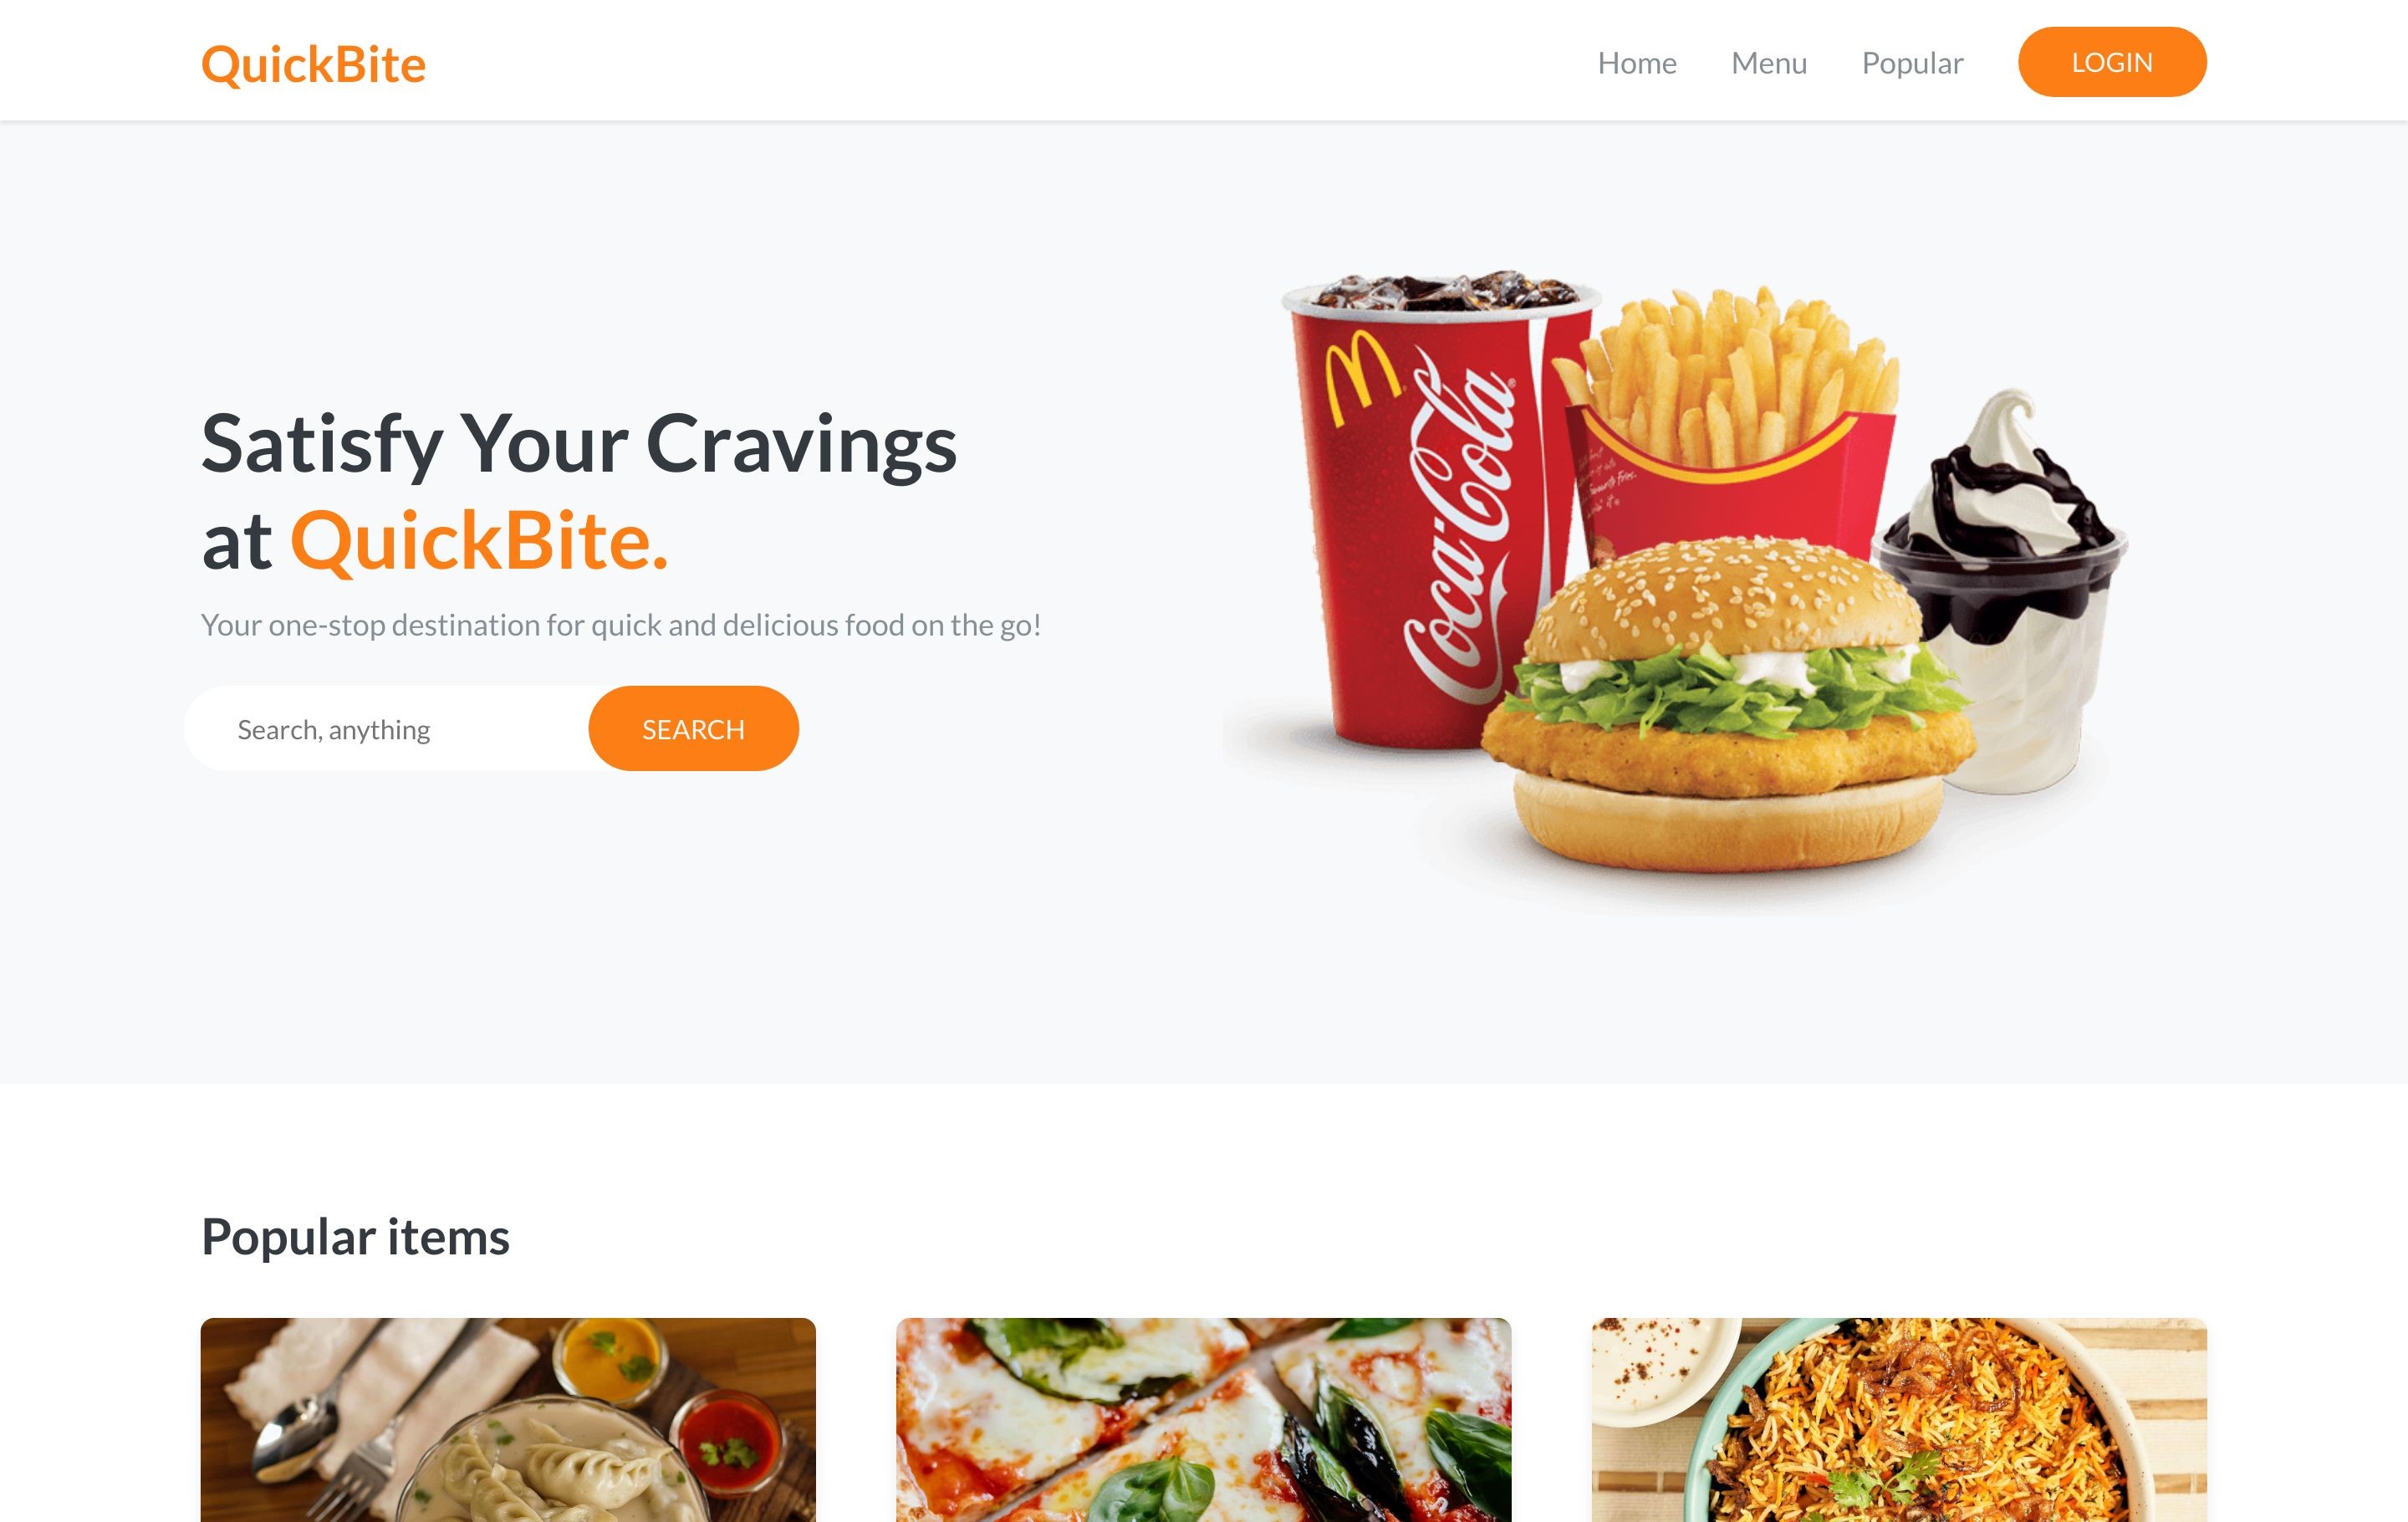 QuickBite
Home
Menu
Popular
LOGIN
Satisfy Your Cravings
at QuickBite.
Your one-stop destination for quick and delicious food on the go!
Search, anything
SEARCH
Coca-Cola
Popular items